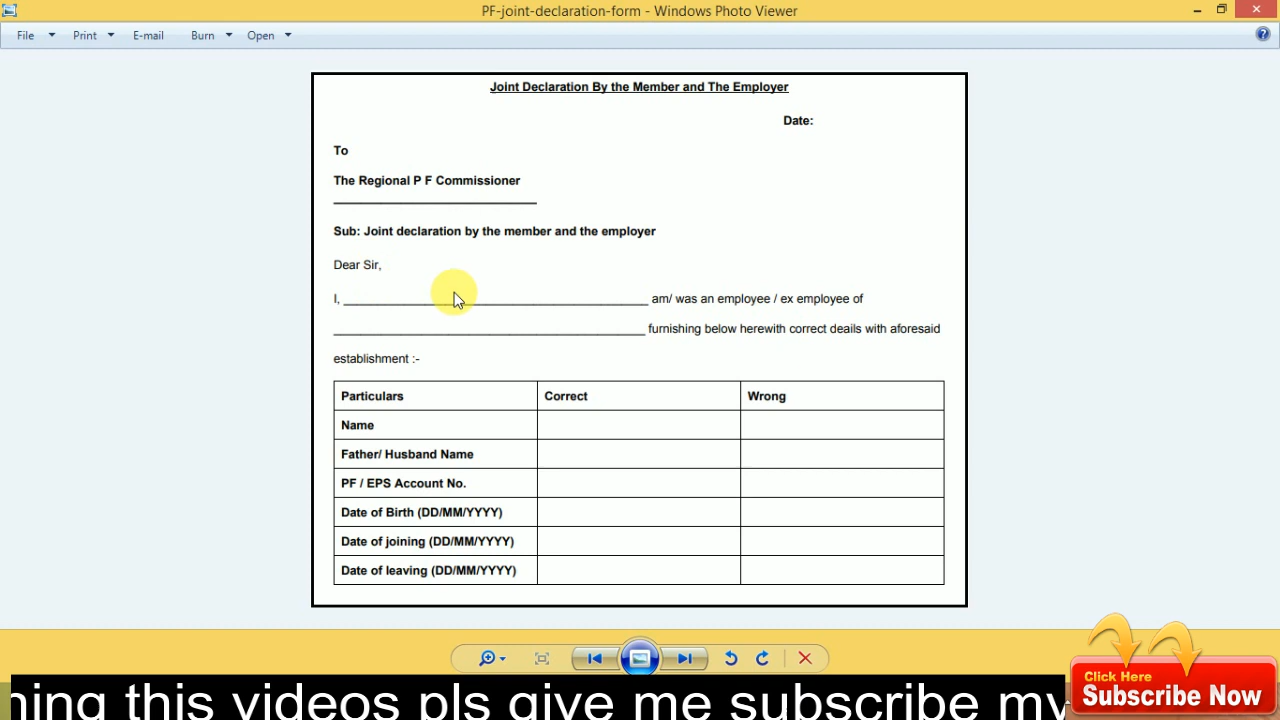 PF-joint-declaration-form - Windows Photo Viewer
File Print E-mail Burn Open
Joint Declaration By the Member and The Employer
Date:
To
The Regional P F Commissioner
Sub: Joint declaration by the member and the employer
Dear Sir,
I, am/ was an employee / ex employee of
furnishing below herewith correct deails with aforesaid
establishment :-
Particulars Correct Wrong
Name
Father/ Husband Name
PF / EPS Account No.
Date of Birth (DD/MM/YYYY)
Date of joining (DD/MM/YYYY)
Date of leaving (DD/MM/YYYY)
Click Here
Subscribe Now
this videos pls give me subscribe my